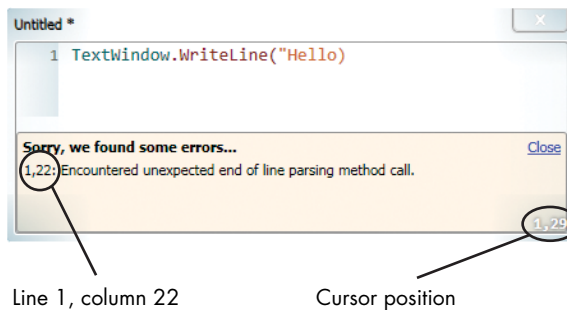 Untitled *
X
1 TextWindow.WriteLine("Hello)
Sorry, we found some errors...
Close
1,22: Encountered unexpected end of line parsing method call.
1,29
Line 1, column 22
Cursor position